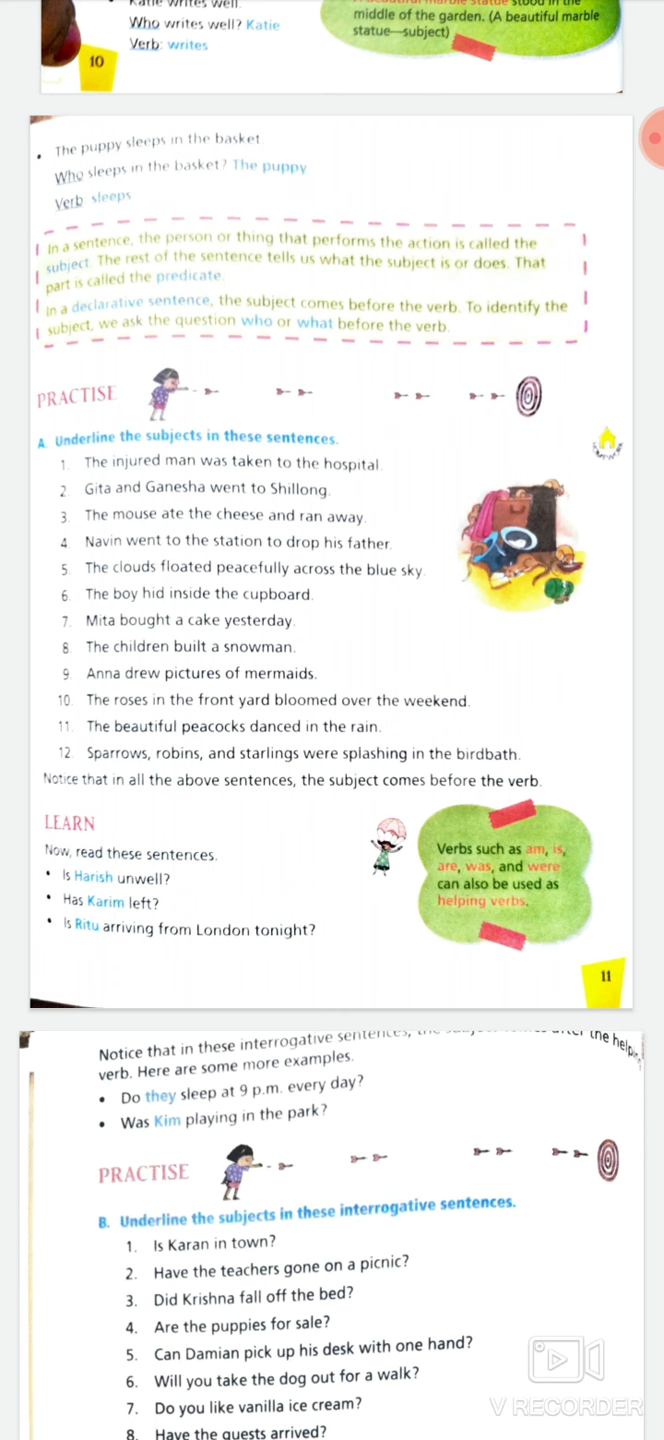 Katie writes well.
Who writes well? Katie
Verb: writes
10
A beautiful marble statue stood in the
middle of the garden. (A beautiful marble
statue—subject)
• The puppy sleeps in the basket
Who sleeps in the basket? The puppy
Verb sleeps
In a sentence, the person or thing that performs the action is called the
subject. The rest of the sentence tells us what the subject is or does. That
part is called the predicate.
In a declarative sentence, the subject comes before the verb. To identify the
subject, we ask the question who or what before the verb.
PRACTISE
A. Underline the subjects in these sentences.
1. The injured man was taken to the hospital.
2. Gita and Ganesha went to Shillong.
3. The mouse ate the cheese and ran away.
4. Navin went to the station to drop his father.
5. The clouds floated peacefully across the blue sky.
6. The boy hid inside the cupboard.
7. Mita bought a cake yesterday.
8. The children built a snowman.
9. Anna drew pictures of mermaids.
10. The roses in the front yard bloomed over the weekend.
11. The beautiful peacocks danced in the rain.
12. Sparrows, robins, and starlings were splashing in the birdbath.
Notice that in all the above sentences, the subject comes before the verb.
LEARN
Now, read these sentences.
• Is Harish unwell?
• Has Karim left?
• Is Ritu arriving from London tonight?
Verbs such as am, is,
are, was, and were
can also be used as
helping verbs.
11
Notice that in these interrogative sentences, the after the
verb. Here are some more examples.
• Do they sleep at 9 p.m. every day?
• Was Kim playing in the park?
PRACTISE
B. Underline the subjects in these interrogative sentences.
1. Is Karan in town?
2. Have the teachers gone on a picnic?
3. Did Krishna fall off the bed?
4. Are the puppies for sale?
5. Can Damian pick up his desk with one hand?
6. Will you take the dog out for a walk?
7. Do you like vanilla ice cream?
8. Have the guests arrived?
V RECORDER